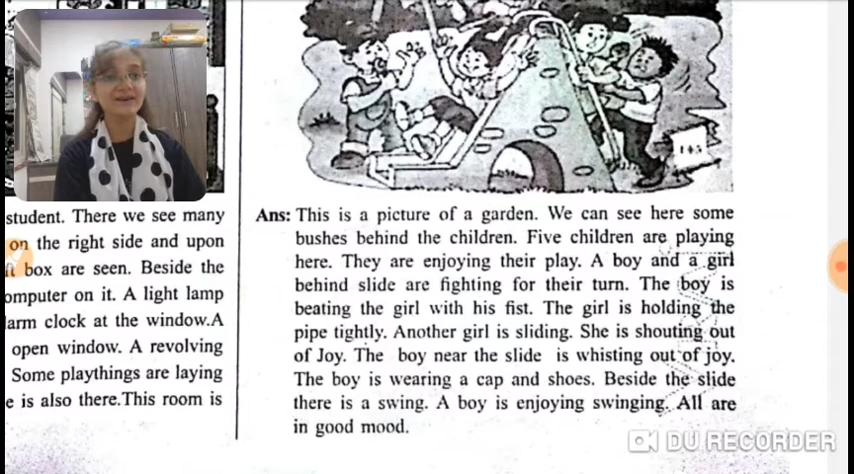 student. There we see many
on the right side and upon
box are seen. Beside the
omputer on it. A light lamp
larm clock at the window.A
open window. A revolving
Some playthings are laying
e is also there.This room is
145
Ans: This is a picture of a garden. We can see here some
bushes behind the children. Five children are playing
here. They are enjoying their play. A boy and a girl
behind slide are fighting for their turn. The boy is
beating the girl with his fist. The girl is holding the
pipe tightly. Another girl is sliding. She is shouting out
of Joy. The boy near the slide is whisting out of joy.
The boy is wearing a cap and shoes. Beside the slide
there is a swing. A boy is enjoying swinging. All are
in good mood.
DU RECORDER